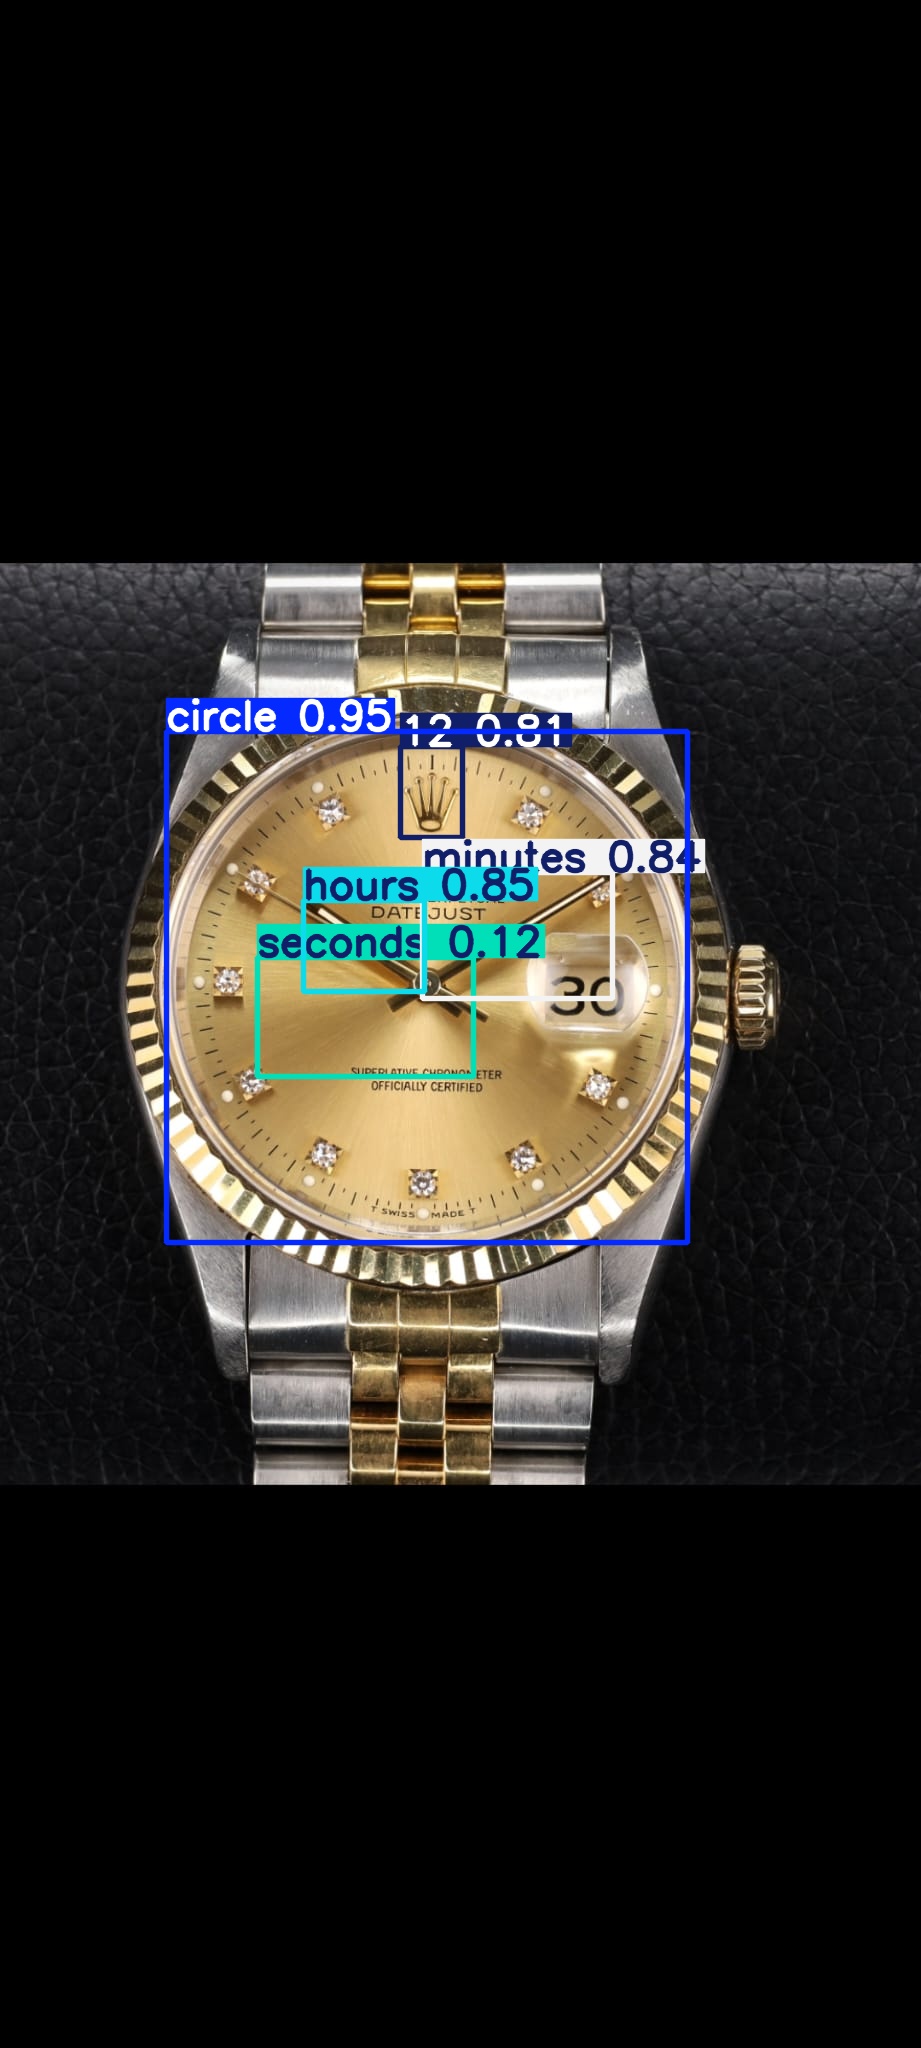 circle 0.95
12 0.81
minutes 0.84
hours 0.85
DATEJUST
seconds 0.12
30
SUPERLATIVE CHRONOMETER
OFFICIALLY CERTIFIED
T SWISS MADE T